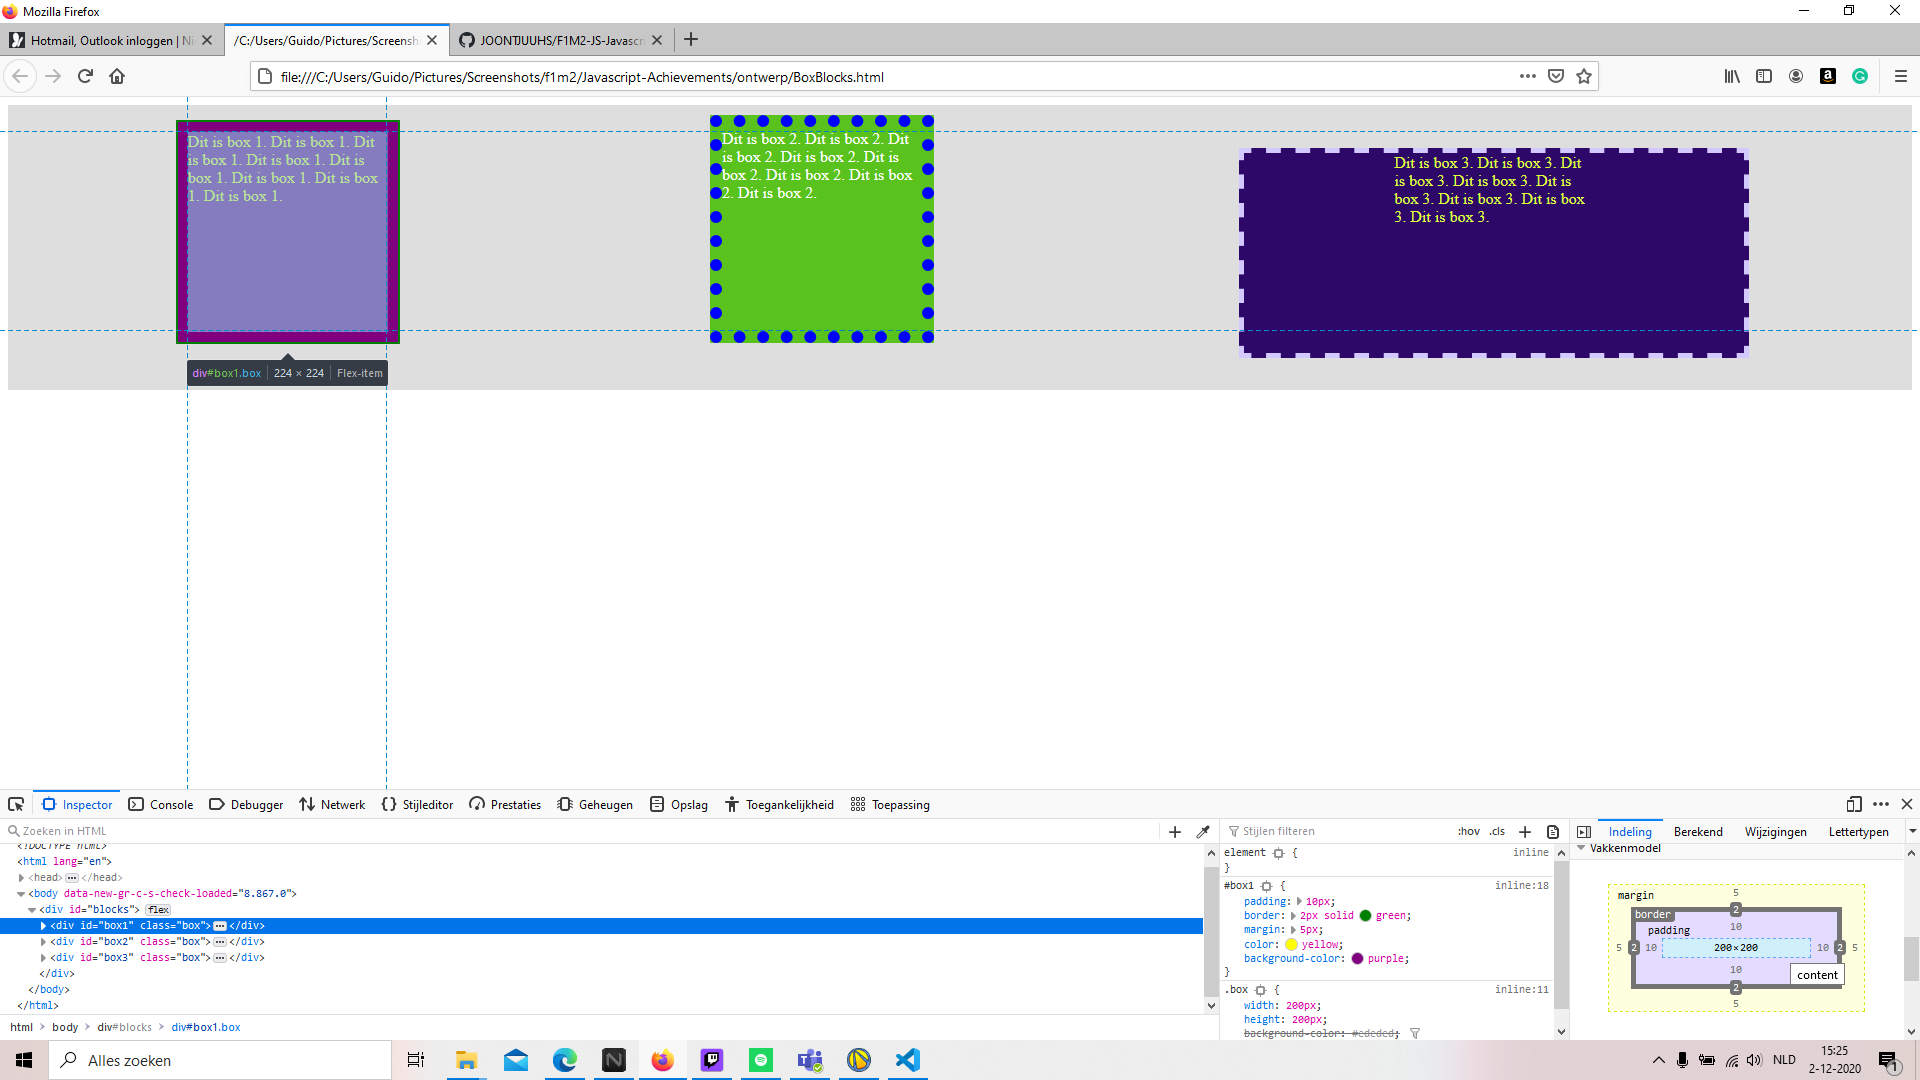 Mozilla Firefox
Hotmail, Outlook inloggen | Ni
/C:/Users/Guido/Pictures/Screensh
JOONTJUUHS/F1M2-JS-Javascri
file:///C:/Users/Guido/Pictures/Screenshots/f1m2/Javascript-Achievements/ontwerp/BoxBlocks.html
Dit is box 1. Dit is box 1. Dit
is box 1. Dit is box 1. Dit is
box 1. Dit is box 1. Dit is box
1. Dit is box 1.
Dit is box 2. Dit is box 2. Dit
is box 2. Dit is box 2. Dit is
box 2. Dit is box 2. Dit is box
2. Dit is box 2.
Dit is box 3. Dit is box 3. Dit
is box 3. Dit is box 3. Dit is
box 3. Dit is box 3. Dit is box
3. Dit is box 3.
div#box1.box 224 × 224 Flex-item
Inspector Console Debugger Netwerk Stijleditor Prestaties Geheugen Opslag Toegankelijkheid Toepassing
Zoeken in HTML
<!DOCTYPE html>
<html lang="en">
<head> ••• </head>
<body data-new-gr-c-s-check-loaded="8.867.0">
<div id="blocks"> flex
<div id="box1" class="box"> ••• </div>
<div id="box2" class="box"> ••• </div>
<div id="box3" class="box"> ••• </div>
</div>
</body>
</html>
html > body > div#blocks > div#box1.box
Stijlen filteren :hov .cls
element { inline
}
#box1 { inline:18
padding: 10px;
border: 2px solid green;
margin: 5px;
color: yellow;
background-color: purple;
}
.box { inline:11
width: 200px;
height: 200px;
background-color: #ededed;
Indeling Berekend Wijzigingen Lettertypen
Vakkenmodel
margin 5
border 2
padding 10
5 2 10 200×200 10 2 5
10
content
2
5
Alles zoeken
NLD
15:25
2-12-2020
1